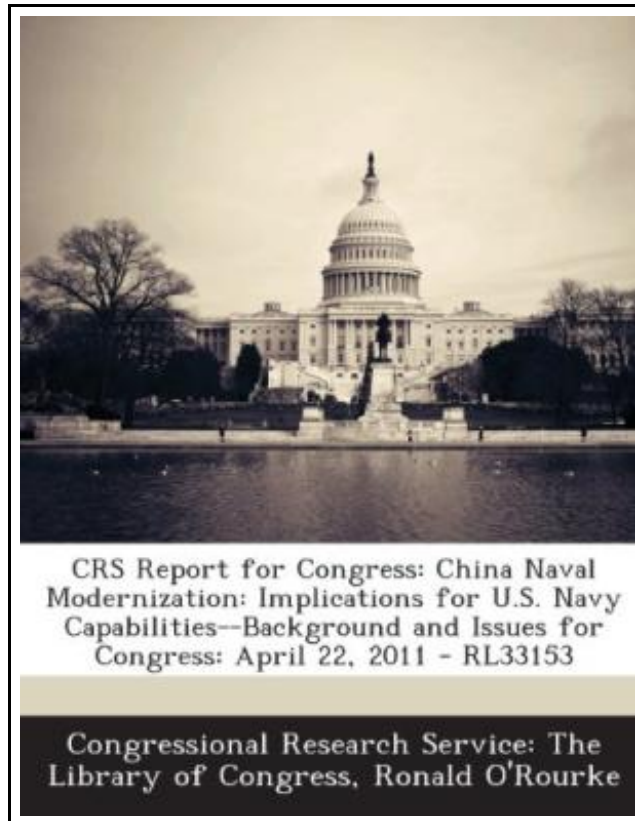 CRS Report for Congress: China Naval
Modernization: Implications for U.S. Navy
Capabilities--Background and Issues for
Congress: April 22, 2011 - RL33153
Congressional Research Service: The
Library of Congress, Ronald O'Rourke